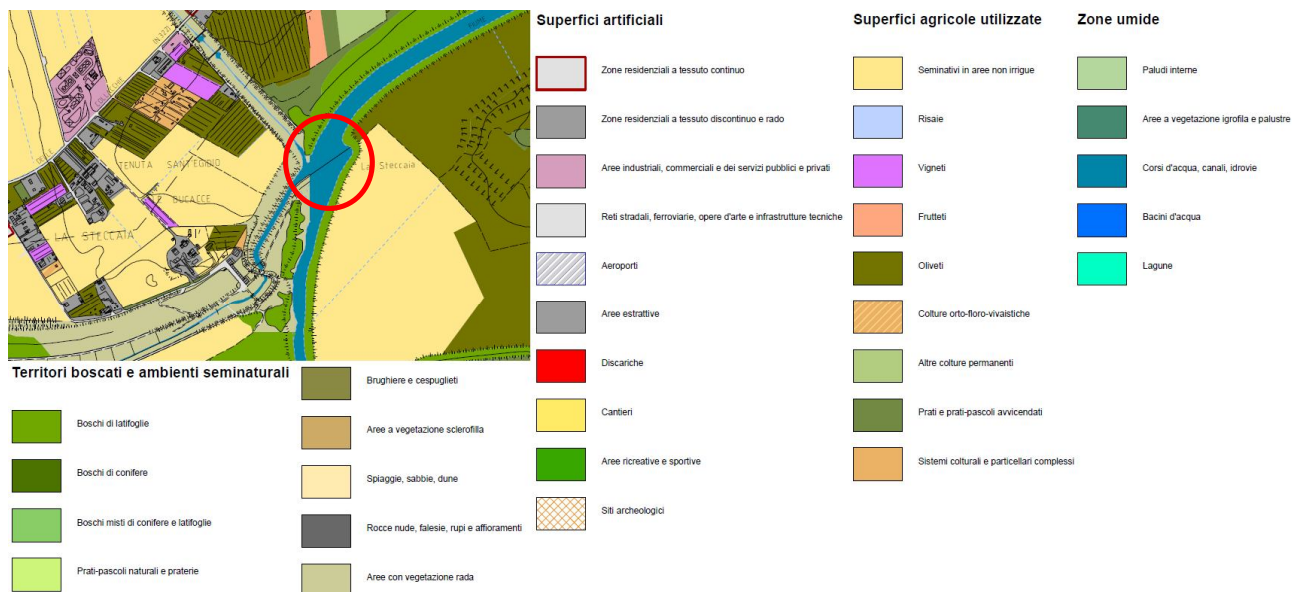 TENUTA SANT'EGIDIO
LE BUCACCE
LA STECCAIA
La Steccaia
Superfici artificiali
Zone residenziali a tessuto continuo
Zone residenziali a tessuto discontinuo e rado
Aree industriali, commerciali e dei servizi pubblici e privati
Reti stradali, ferroviarie, opere d'arte e infrastrutture tecniche
Aeroporti
Aree estrattive
Discariche
Cantieri
Aree ricreative e sportive
Siti archeologici
Superfici agricole utilizzate
Seminativi in aree non irrigue
Risaie
Vigneti
Frutteti
Oliveti
Colture orto-floro-vivaistiche
Altre colture permanenti
Prati e prati-pascoli avvicendati
Sistemi colturali e particellari complessi
Zone umide
Paludi interne
Aree a vegetazione igrofila e palustre
Corsi d'acqua, canali, idrovie
Bacini d'acqua
Lagune
Territori boscati e ambienti seminaturali
Boschi di latifoglie
Boschi di conifere
Boschi misti di conifere e latifoglie
Prati-pascoli naturali e praterie
Brughiere e cespuglieti
Aree a vegetazione sclerofilla
Spiaggie, sabbie, dune
Rocce nude, falesie, rupi e affioramenti
Aree con vegetazione rada